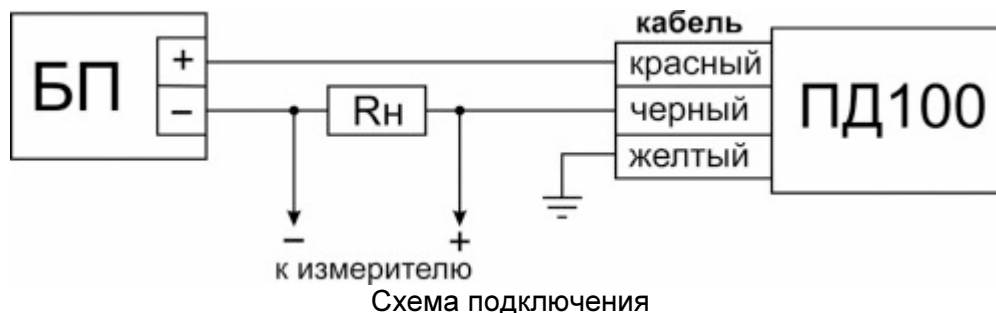 кабель
БП
+
−
Rн
красный
черный
желтый
ПД100
− +
к измерителю
Схема подключения